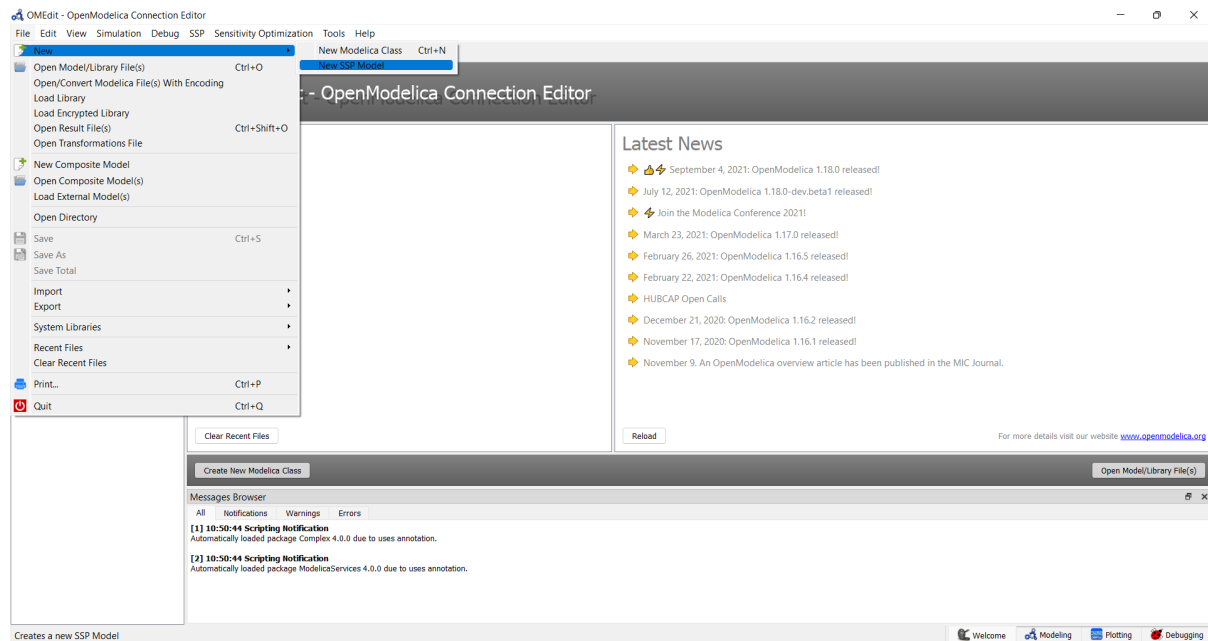 OMEdit - OpenModelica Connection Editor
File Edit View Simulation Debug SSP Sensitivity Optimization Tools Help
New
New Modelica Class Ctrl+N
New SSP Model
Open Model/Library File(s) Ctrl+O
Open/Convert Modelica File(s) With Encoding
Load Library
Load Encrypted Library
Open Result File(s) Ctrl+Shift+O
Open Transformations File
New Composite Model
Open Composite Model(s)
Load External Model(s)
Open Directory
Save Ctrl+S
Save As
Save Total
Import
Export
System Libraries
Recent Files
Clear Recent Files
Print... Ctrl+P
Quit Ctrl+Q
- OpenModelica Connection Editor
Latest News
September 4, 2021: OpenModelica 1.18.0 released!
July 12, 2021: OpenModelica 1.18.0-dev.beta1 released!
Join the Modelica Conference 2021!
March 23, 2021: OpenModelica 1.17.0 released!
February 26, 2021: OpenModelica 1.16.5 released!
February 22, 2021: OpenModelica 1.16.4 released!
HUBCAP Open Calls
December 21, 2020: OpenModelica 1.16.2 released!
November 17, 2020: OpenModelica 1.16.1 released!
November 9. An OpenModelica overview article has been published in the MIC Journal.
Clear Recent Files
Reload
For more details visit our website www.openmodelica.org
Create New Modelica Class
Open Model/Library File(s)
Messages Browser
All Notifications Warnings Errors
[1] 10:50:44 Scripting Notification
Automatically loaded package Complex 4.0.0 due to uses annotation.
[2] 10:50:44 Scripting Notification
Automatically loaded package ModelicaServices 4.0.0 due to uses annotation.
Creates a new SSP Model
Welcome Modeling Plotting Debugging